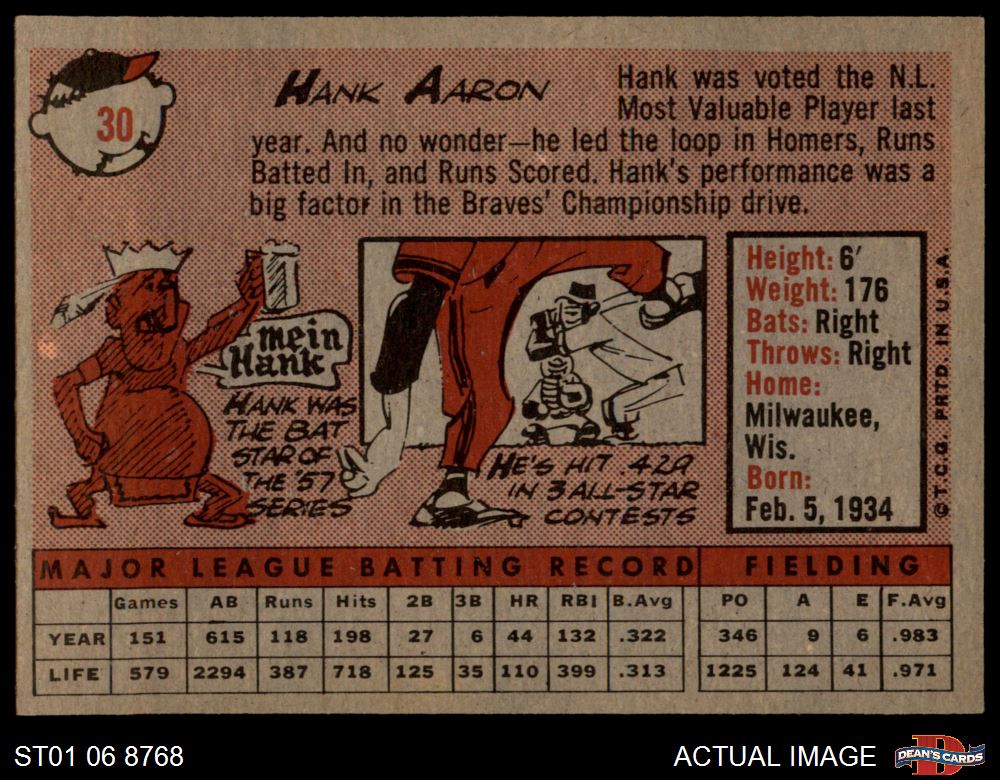 30
HANK AARON
Hank was voted the N.L.
Most Valuable Player last
year. And no wonder—he led the loop in Homers, Runs
Batted In, and Runs Scored. Hank's performance was a
big factor in the Braves' Championship drive.
mein
Hank
HANK WAS
THE BAT
STAR OF
THE '57
SERIES
HE'S HIT .429
IN 3 ALL-STAR
CONTESTS
Height: 6'
Weight: 176
Bats: Right
Throws: Right
Home:
Milwaukee,
Wis.
Born:
Feb. 5, 1934
© T.C.G. PRTD. IN U.S.A.
MAJOR LEAGUE BATTING RECORD FIELDING
Games AB Runs Hits 2B 3B HR RBI B.Avg PO A E F.Avg
YEAR 151 615 118 198 27 6 44 132 .322 346 9 6 .983
LIFE 579 2294 387 718 125 35 110 399 .313 1225 124 41 .971
ST01 06 8768
ACTUAL IMAGE
D
DEAN'S CARDS